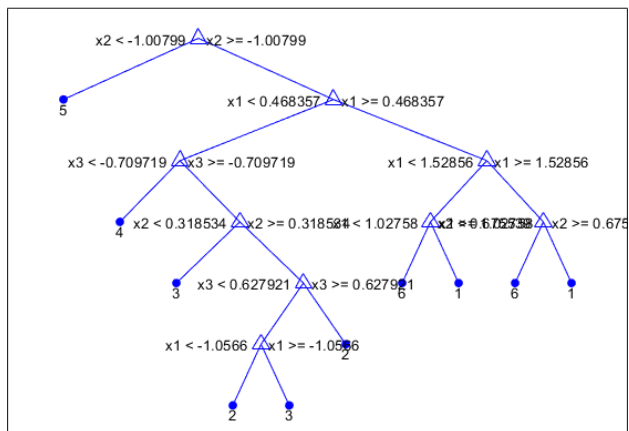 x2 < -1.00799 x2 >= -1.00799
5
x1 < 0.468357 x1 >= 0.468357
x3 < -0.709719 x3 >= -0.709719
x1 < 1.52856 x1 >= 1.52856
4
x2 < 0.318534 x2 >= 0.318534
x1 < 1.02758
x2 >= 0.675
3
x3 < 0.627921 x3 >= 0.627921
6
1
6
1
x1 < -1.0566 x1 >= -1.0566
2
2
3